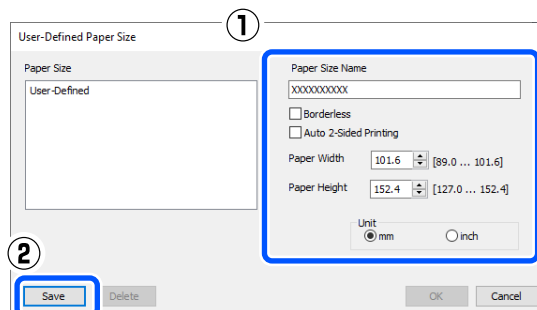 ①
User-Defined Paper Size
Paper Size
User-Defined
Paper Size Name
XXXXXXXXXX
Borderless
Auto 2-Sided Printing
Paper Width 101.6 [89.0 ... 101.6]
Paper Height 152.4 [127.0 ... 152.4]
Unit
mm inch
②
Save Delete OK Cancel